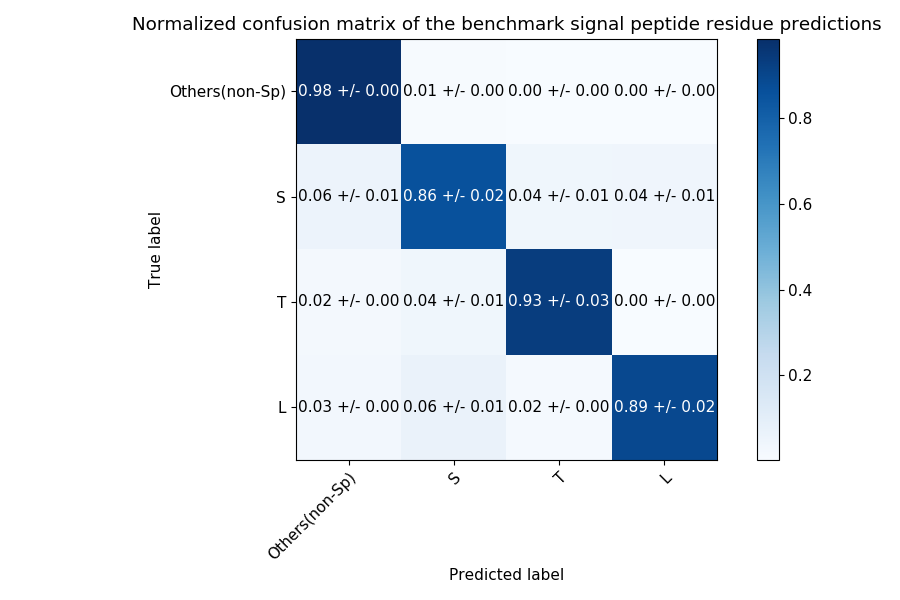 Normalized confusion matrix of the benchmark signal peptide residue predictions
Others(non-Sp) 0.98 +/- 0.00 0.01 +/- 0.00 0.00 +/- 0.00 0.00 +/- 0.00
S 0.06 +/- 0.01 0.86 +/- 0.02 0.04 +/- 0.01 0.04 +/- 0.01
T 0.02 +/- 0.00 0.04 +/- 0.01 0.93 +/- 0.03 0.00 +/- 0.00
L 0.03 +/- 0.00 0.06 +/- 0.01 0.02 +/- 0.00 0.89 +/- 0.02
True label
Others(non-Sp) S T L
Predicted label
0.8
0.6
0.4
0.2